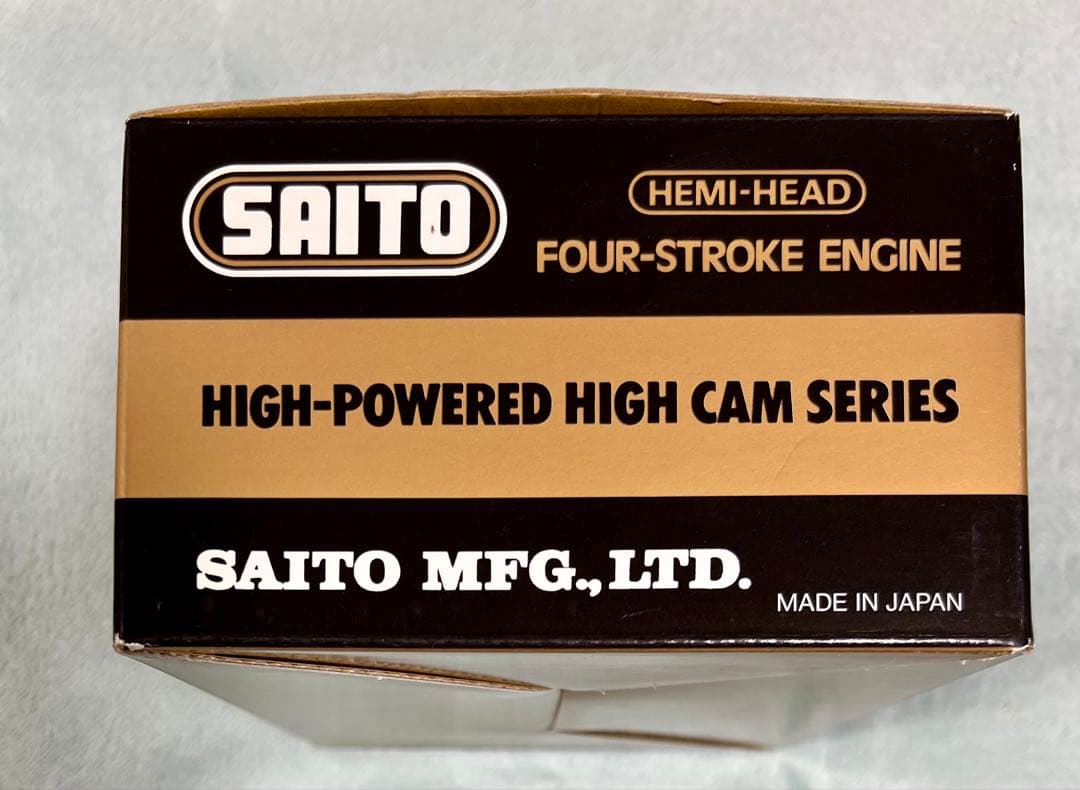 SAITO
HEMI-HEAD
FOUR-STROKE ENGINE
HIGH-POWERED HIGH CAM SERIES
SAITO MFG., LTD.
MADE IN JAPAN